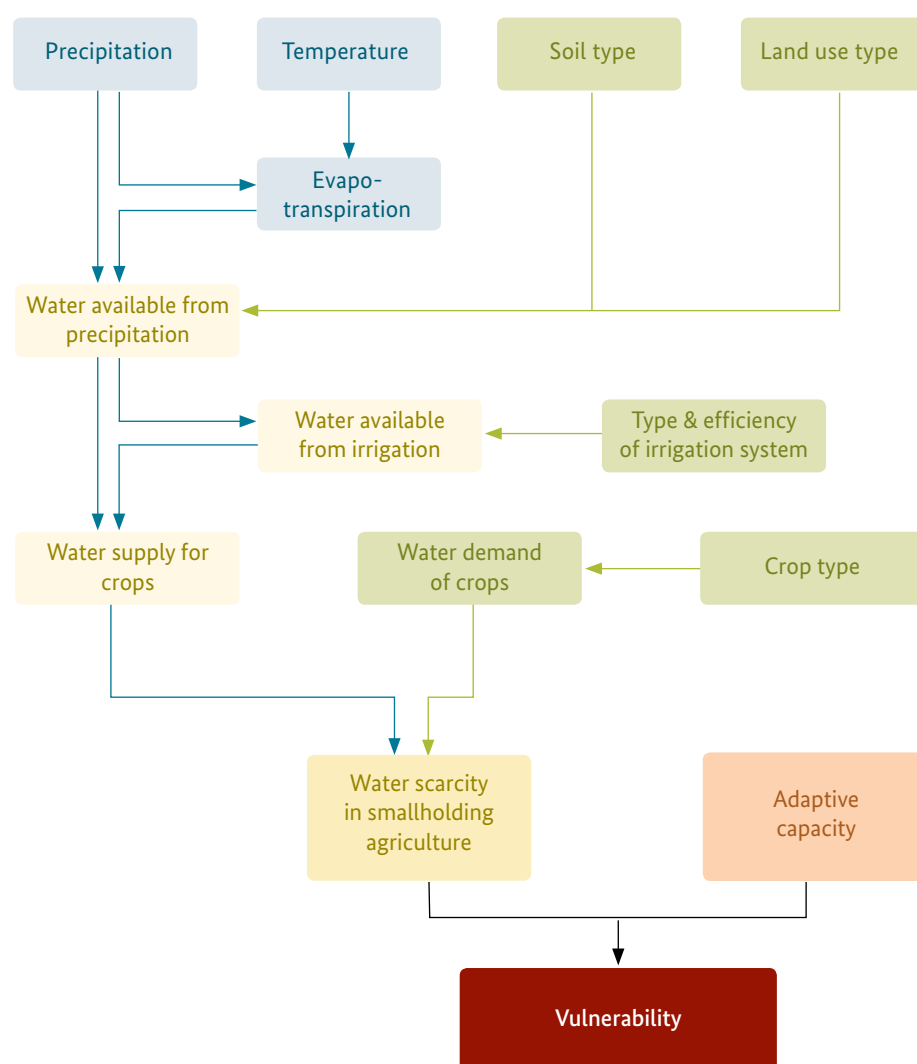 Precipitation
Temperature
Soil type
Land use type
Evapo-
transpiration
Water available from
precipitation
Water available
from irrigation
Type & efficiency
of irrigation system
Water supply for
crops
Water demand
of crops
Crop type
Water scarcity
in smallholding
agriculture
Adaptive
capacity
Vulnerability